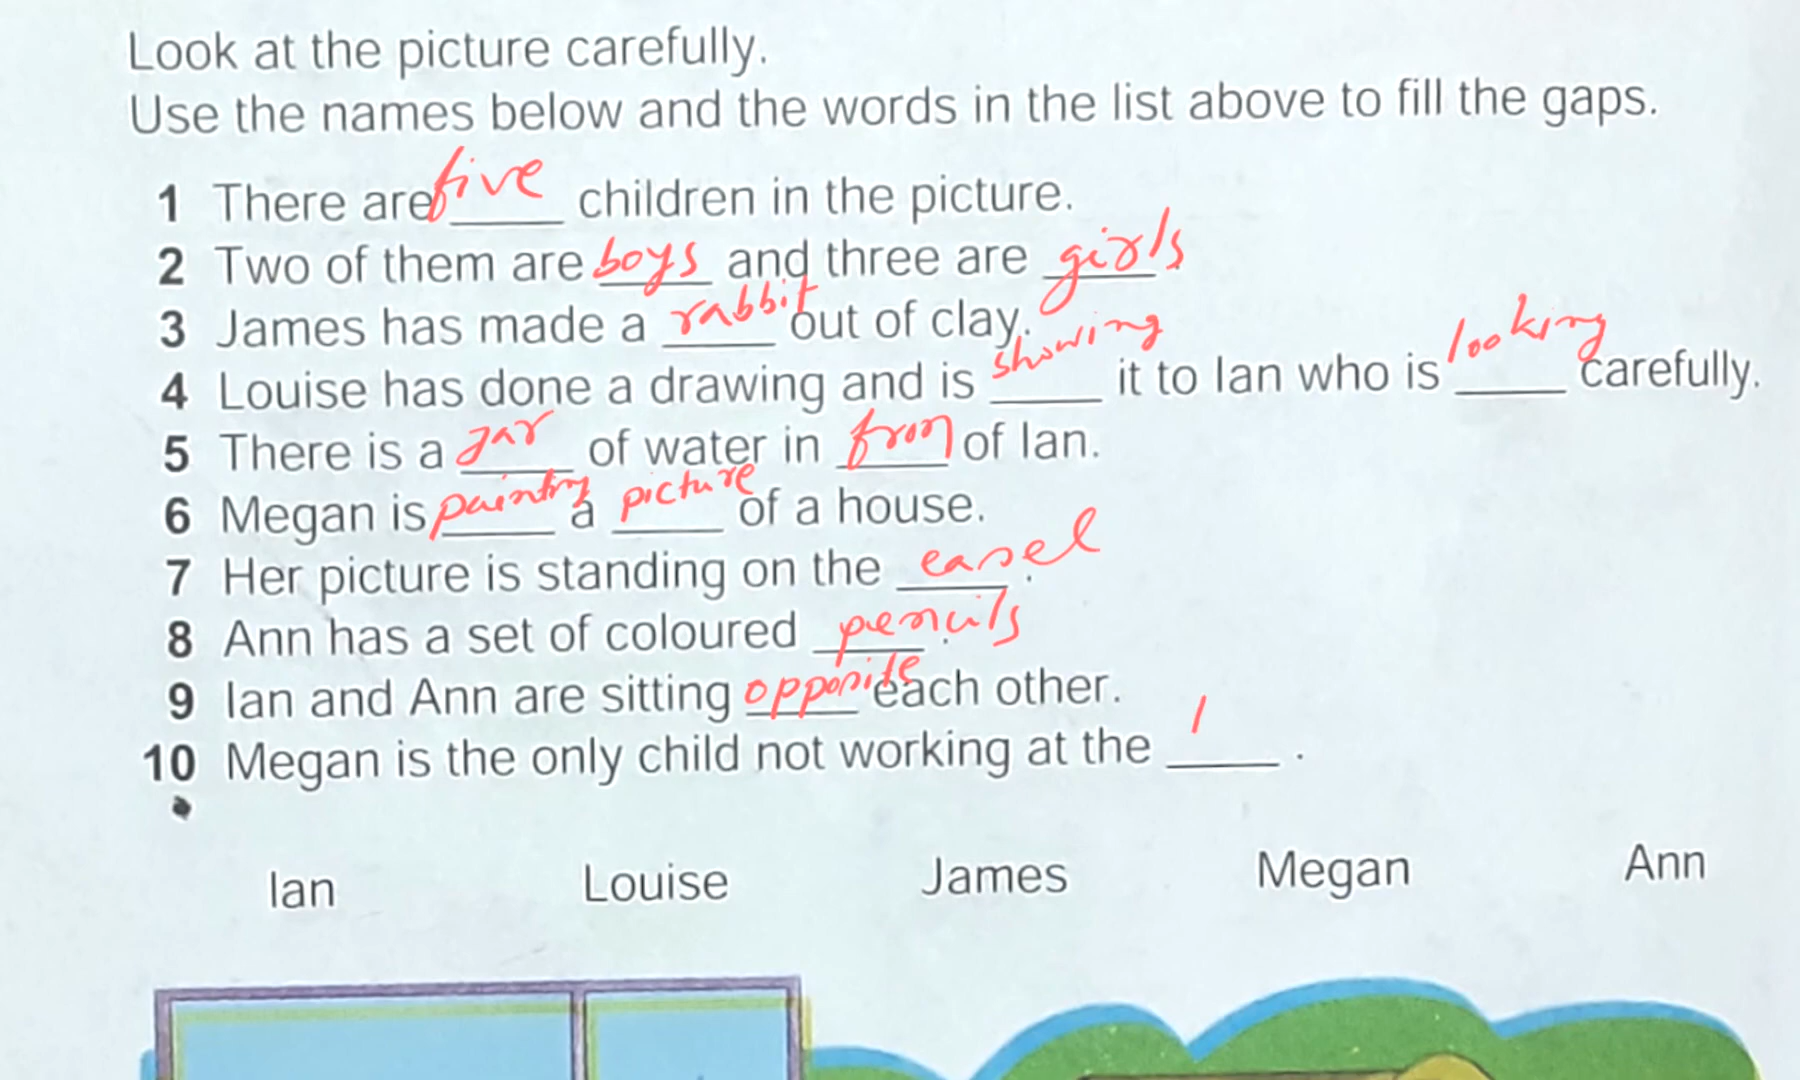 Look at the picture carefully.
Use the names below and the words in the list above to fill the gaps.
1 There are five children in the picture.
2 Two of them are boys and three are girls
3 James has made a rabbit out of clay.
4 Louise has done a drawing and is showing it to Ian who is looking carefully.
5 There is a jar of water in fron of Ian.
6 Megan is painting a picture of a house.
7 Her picture is standing on the easel.
8 Ann has a set of coloured pencils.
9 Ian and Ann are sitting opposite each other.
10 Megan is the only child not working at the ____.
Ian Louise James Megan Ann